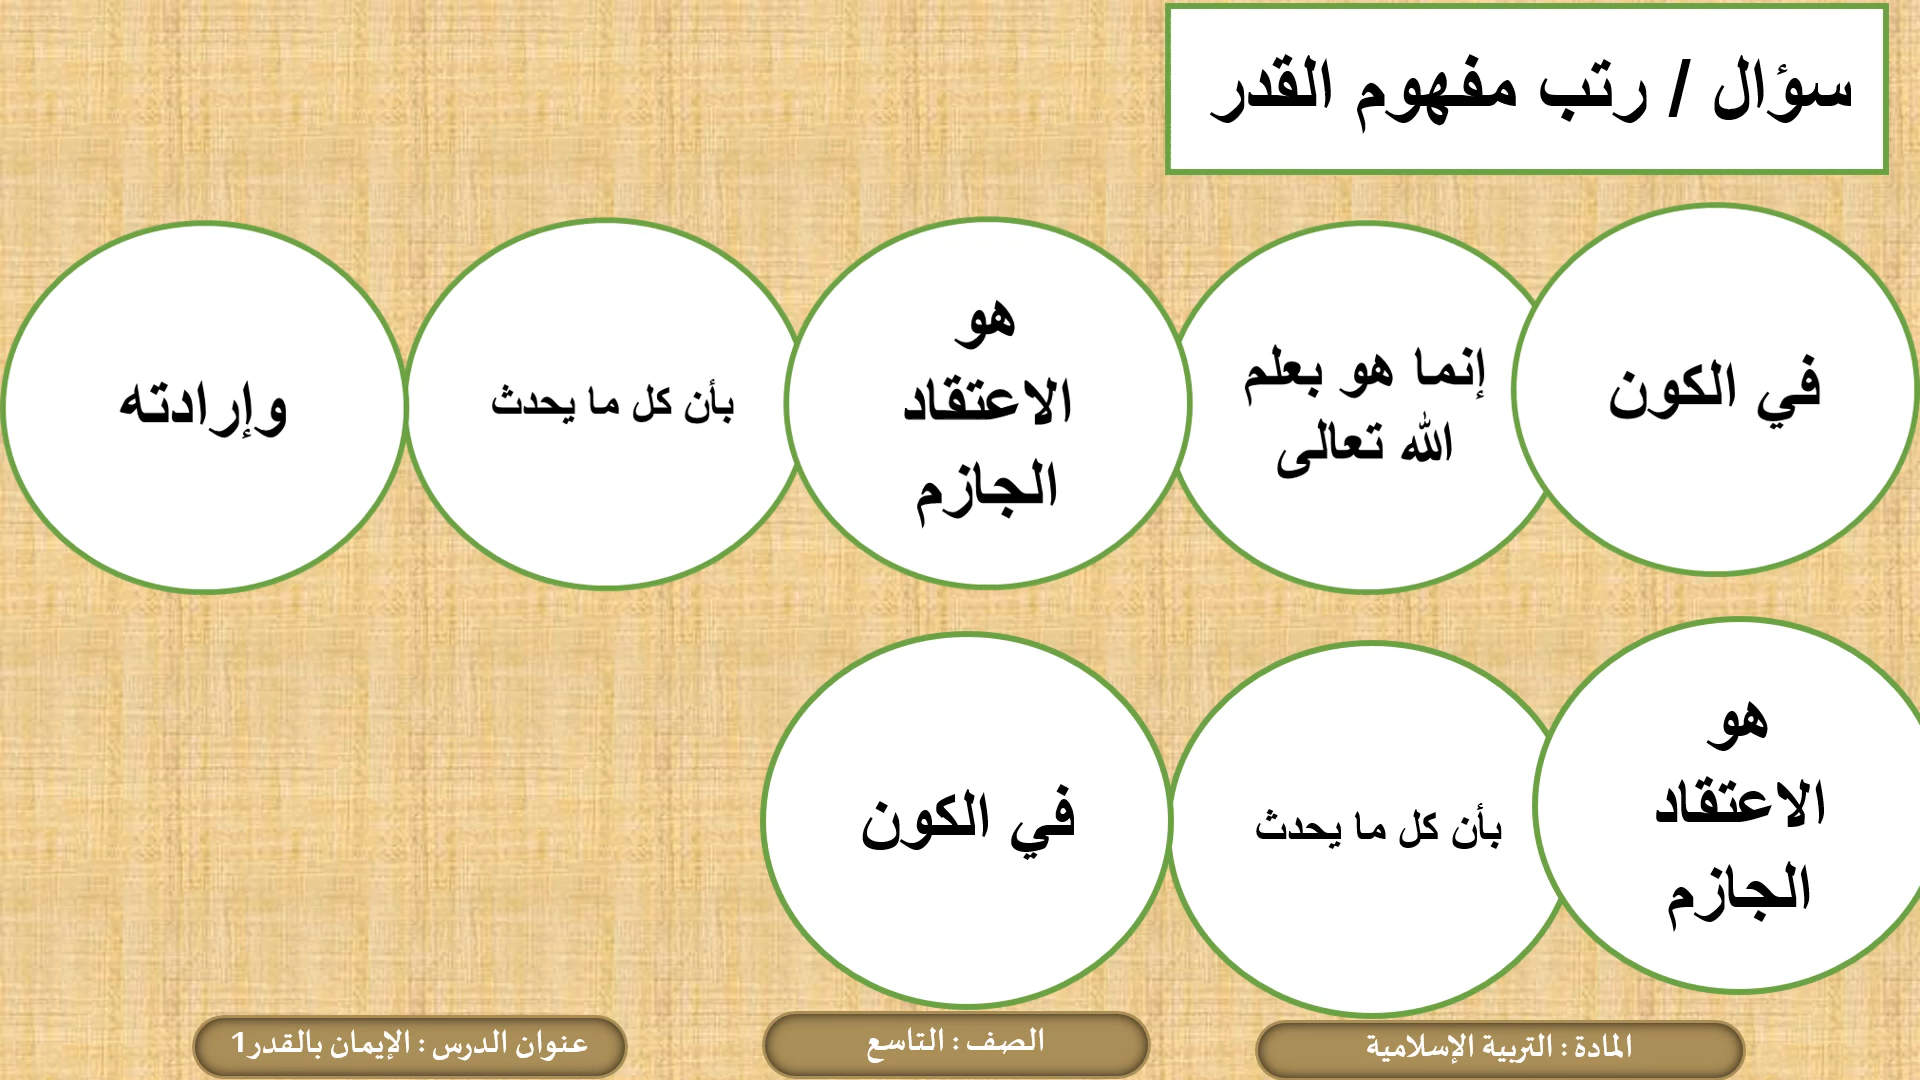 سؤال / رتب مفهوم القدر
في الكون
إنما هو بعلم
الله تعالى
هو
الاعتقاد
الجازم
بأن كل ما يحدث
وإرادته
هو
الاعتقاد
الجازم
بأن كل ما يحدث
في الكون
المادة : التربية الإسلامية
الصف : التاسع
عنوان الدرس : الإيمان بالقدر1